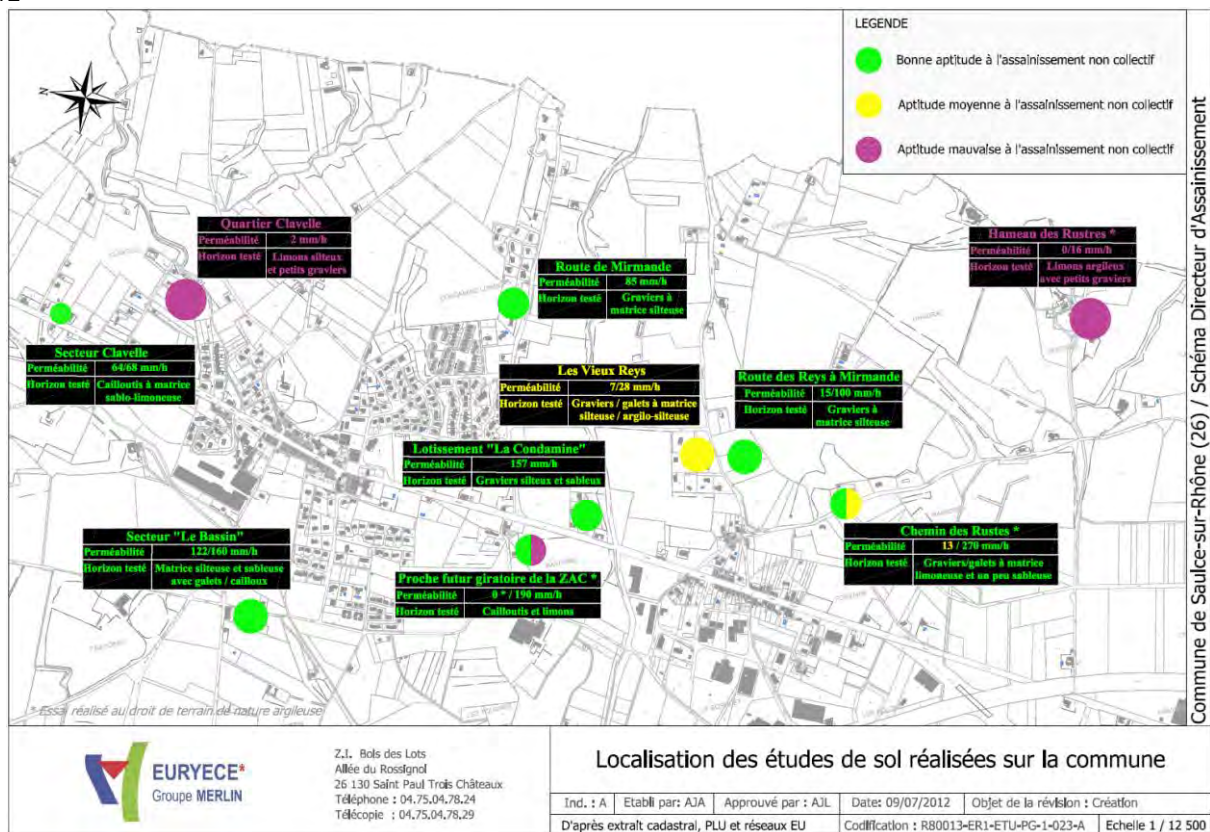 LEGENDE
Bonne aptitude à l'assainissement non collectif
Aptitude moyenne à l'assainissement non collectif
Aptitude mauvaise à l'assainissement non collectif
Commune de Saulce-sur-Rhône (26) / Schéma Directeur d'Assainissement
N
Quartier Clavelle
Perméabilité 2 mm/h
Horizon testé Limons silteux
et petits graviers
Hameau des Rustres *
Perméabilité 0/16 mm/h
Horizon testé Limons argileux
avec petits graviers
Route de Mirmande
Perméabilité 85 mm/h
Horizon testé Graviers à
matrice silteuse
Secteur Clavelle
Perméabilité 64/68 mm/h
Horizon testé Cailloutis à matrice
sablo-limoneuse
Les Vieux Reys
Perméabilité 7/28 mm/h
Horizon testé Graviers / galets à matrice
silteuse / argilo-silteuse
Route des Reys à Mirmande
Perméabilité 15/100 mm/h
Horizon testé Graviers à
matrice silteuse
Lotissement "La Condamine"
Perméabilité 157 mm/h
Horizon testé Graviers silteux et sableux
Secteur "Le Bassin"
Perméabilité 122/160 mm/h
Horizon testé Matrice silteuse et sableuse
avec galets / cailloux
Proche futur giratoire de la ZAC *
Perméabilité 0 * / 190 mm/h
Horizon testé Cailloutis et limons
Chemin des Rustes *
Perméabilité 13 / 270 mm/h
Horizon testé Graviers/galets à matrice
limoneuse et un peu sableuse
* Essai réalisé au droit de terrain de nature argileuse
EURYECE*
Groupe MERLIN
Z.I. Bois des Lots
Allée du Rossignol
26 130 Saint Paul Trois Châteaux
Téléphone : 04.75.04.78.24
Télécopie : 04.75.04.78.29
Localisation des études de sol réalisées sur la commune
Ind. : A Etabli par: AJA Approuvé par : AJL Date: 09/07/2012 Objet de la révision : Création
D'après extrait cadastral, PLU et réseaux EU Codification : R80013-ER1-ETU-PG-1-023-A Echelle 1 / 12 500